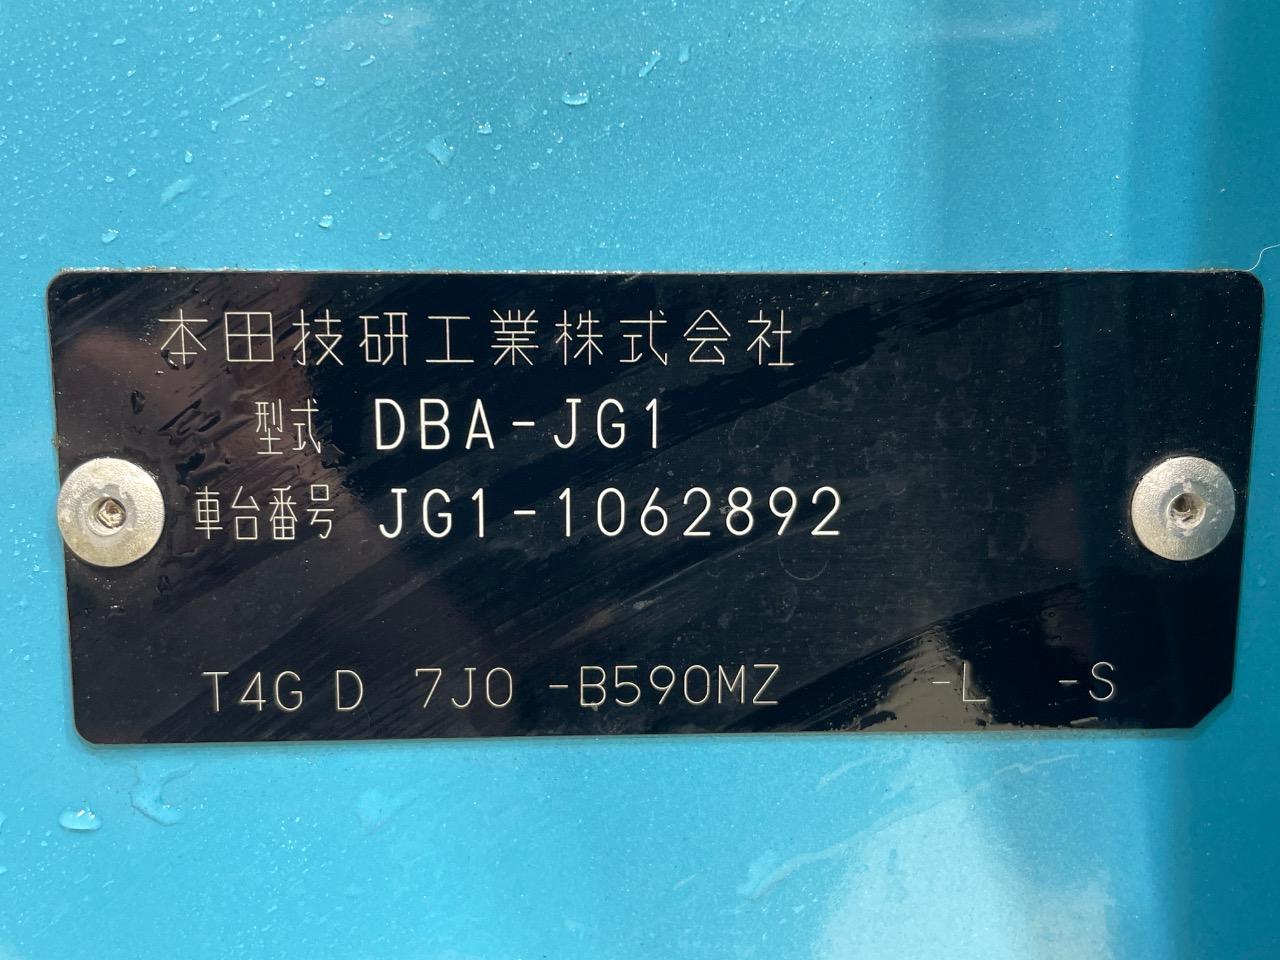 本田技研工業株式会社
型式 DBA-JG1
車台番号 JG1-1062892
T4G D 7J0 -B590MZ -L -S